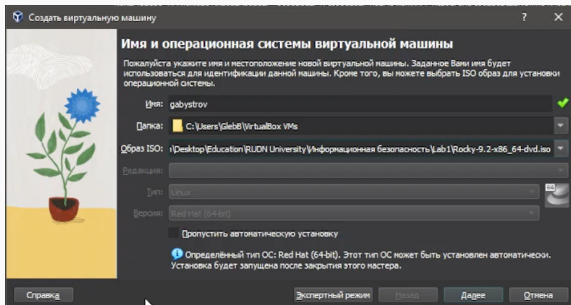 Создать виртуальную машину
Имя и операционная системы виртуальной машины
Пожалуйста укажите имя и местоположение новой виртуальной машины. Заданное Вами имя будет
использоваться для идентификации данной машины. Кроме того, вы можете выбрать ISO образ для установки
операционной системы.
Имя: gabystrov
Папка: C:\Users\GlebB\VirtualBox VMs
Образ ISO: ı\Desktop\Education\RUDN University\Информационная безопасность\Lab1\Rocky-9.2-x86_64-dvd.iso
Редакция:
Тип: Linux
Версия: Red Hat (64-bit)
Пропустить автоматическую установку
Определённый тип ОС: Red Hat (64-bit). Этот тип ОС может быть установлен автоматически.
Установка будет запущена после закрытия этого мастера.
Справка Экспертный режим Назад Далее Отмена